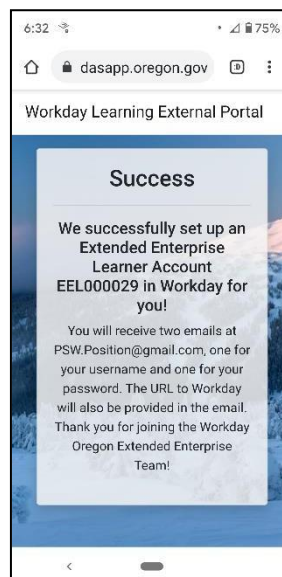 6:32
75%
dasapp.oregon.gov
:D
Workday Learning External Portal
Success
We successfully set up an
Extended Enterprise
Learner Account
EEL000029 in Workday for
you!
You will receive two emails at
PSW.Position@gmail.com, one for
your username and one for your
password. The URL to Workday
will also be provided in the email.
Thank you for joining the Workday
Oregon Extended Enterprise
Team!